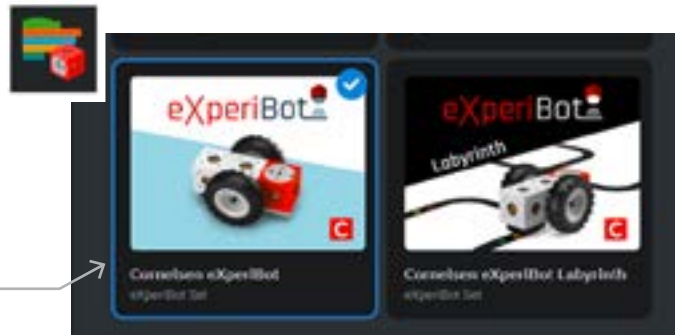 eXperiBot
C
Cornelsen eXperiBot
eXperiBot Set
eXperiBot
Labyrinth
C
Cornelsen eXperiBot Labyrinth
eXperiBot Set